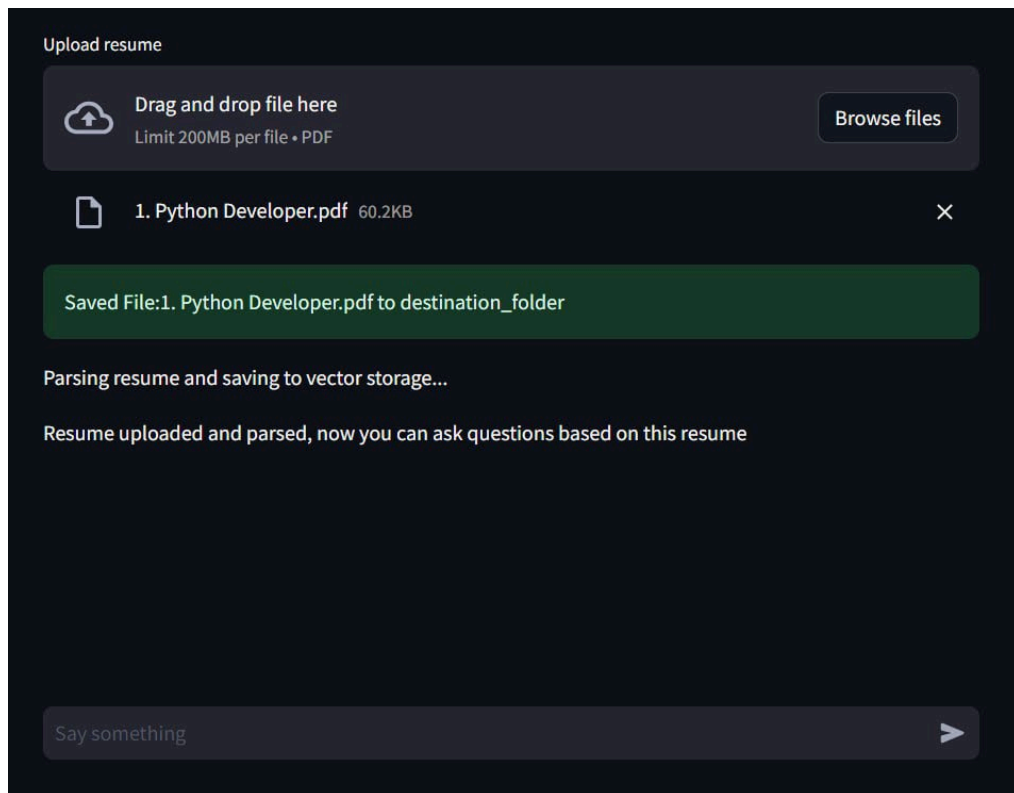 Upload resume
Drag and drop file here
Limit 200MB per file • PDF
Browse files
1. Python Developer.pdf 60.2KB
Saved File:1. Python Developer.pdf to destination_folder
Parsing resume and saving to vector storage...
Resume uploaded and parsed, now you can ask questions based on this resume
Say something